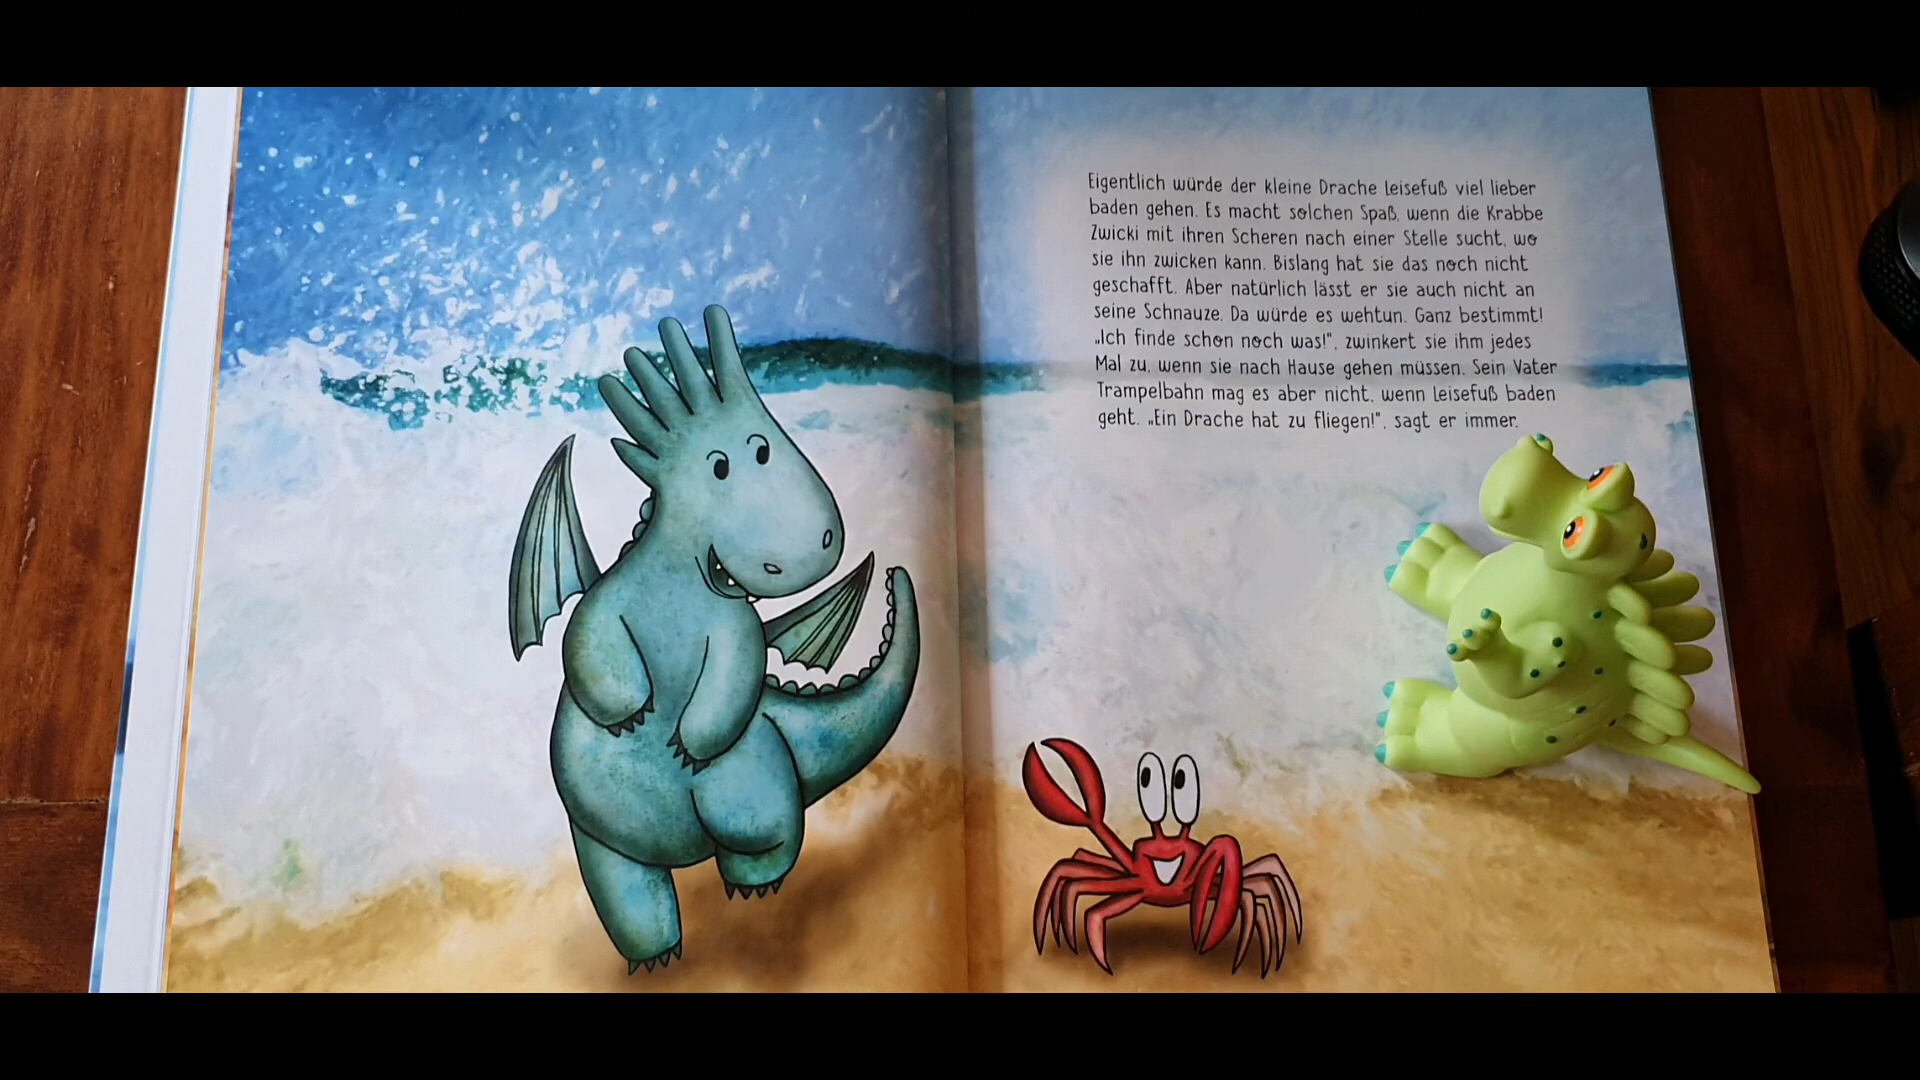 Eigentlich würde der kleine Drache Leisefuß viel lieber
baden gehen. Es macht solchen Spaß, wenn die Krabbe
Zwicki mit ihren Scheren nach einer Stelle sucht, wo
sie ihn zwicken kann. Bislang hat sie das noch nicht
geschafft. Aber natürlich lässt er sie auch nicht an
seine Schnauze. Da würde es wehtun. Ganz bestimmt!
„Ich finde schon noch was!“, zwinkert sie ihm jedes
Mal zu, wenn sie nach Hause gehen müssen. Sein Vater
Trampelbahn mag es aber nicht, wenn Leisefuß baden
geht. „Ein Drache hat zu fliegen!“, sagt er immer.